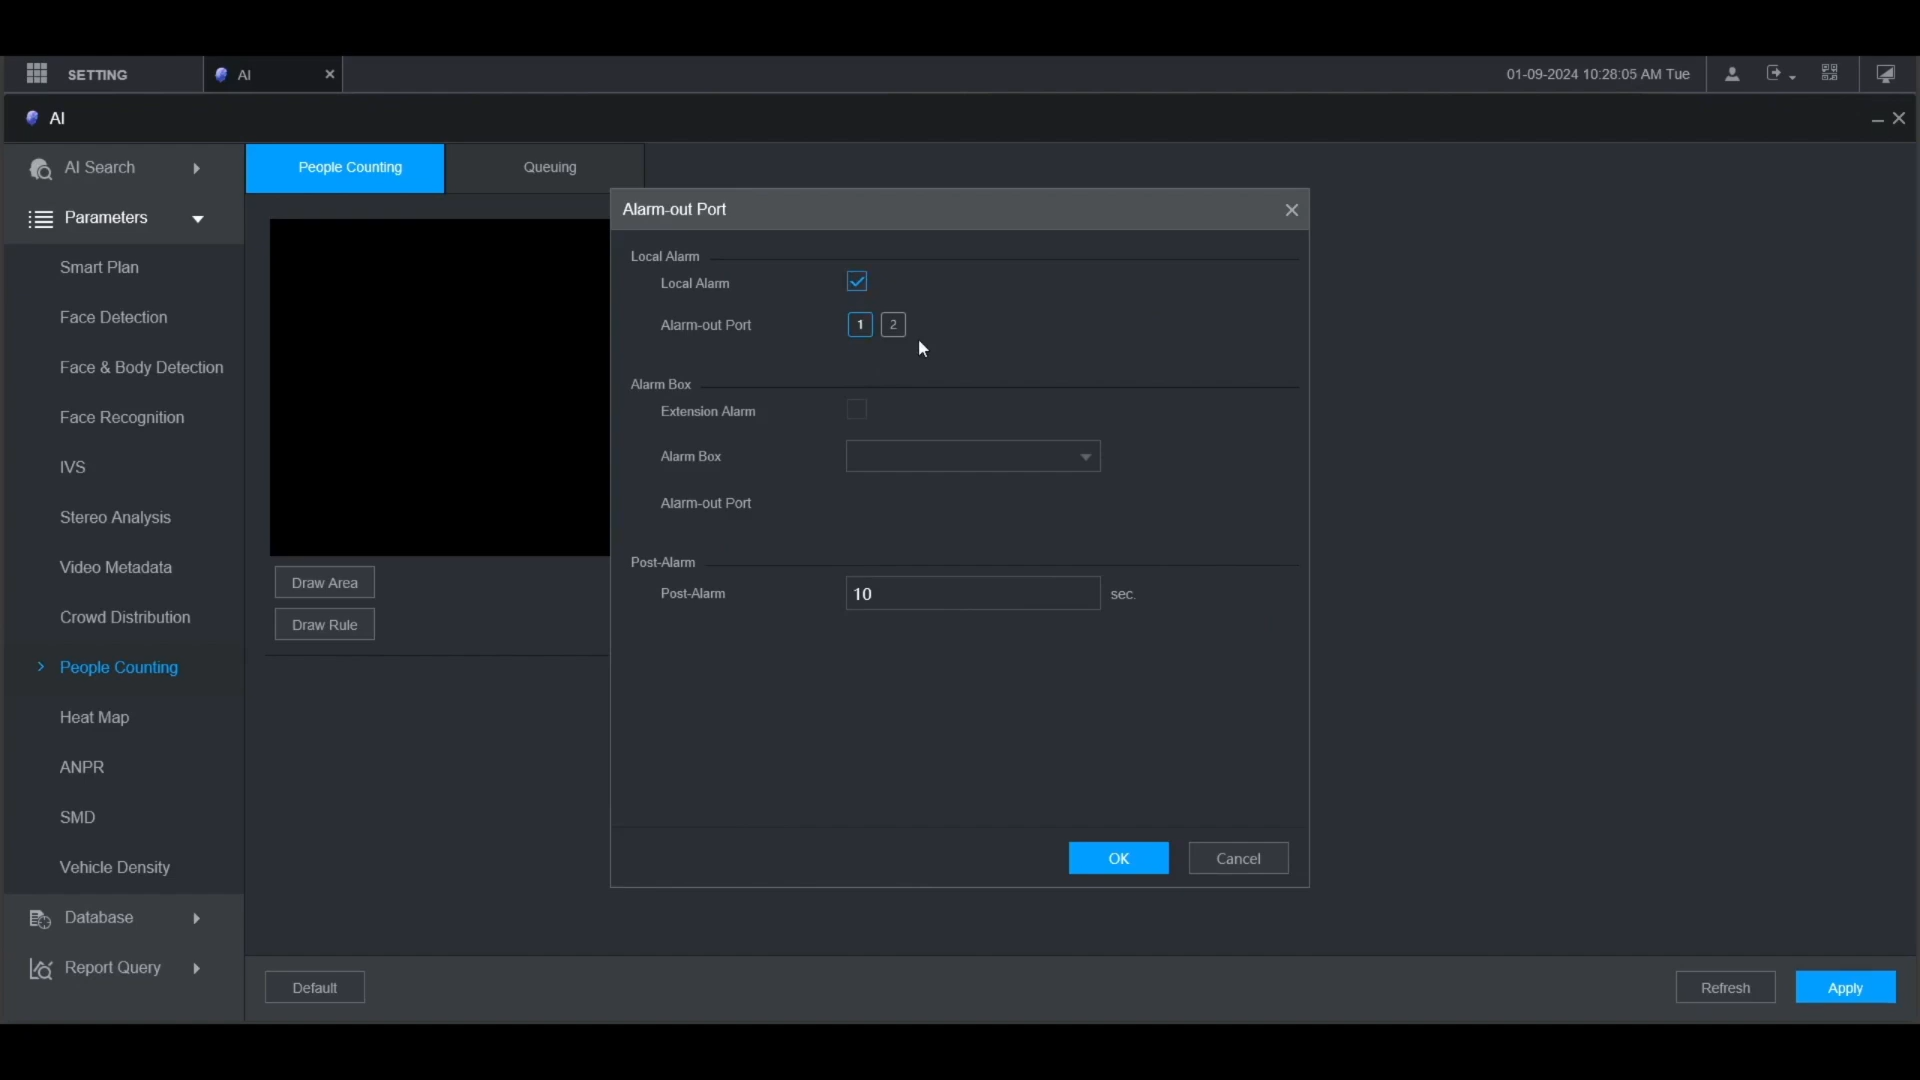 SETTING
AI
01-09-2024 10:28:05 AM Tue
AI
AI Search
Parameters
Smart Plan
Face Detection
Face & Body Detection
Face Recognition
IVS
Stereo Analysis
Video Metadata
Crowd Distribution
People Counting
Heat Map
ANPR
SMD
Vehicle Density
Database
Report Query
People Counting
Queuing
Draw Area
Draw Rule
Alarm-out Port
Local Alarm
Local Alarm
Alarm-out Port 1 2
Alarm Box
Extension Alarm
Alarm Box
Alarm-out Port
Post-Alarm
Post-Alarm 10 sec.
OK
Cancel
Default
Refresh
Apply